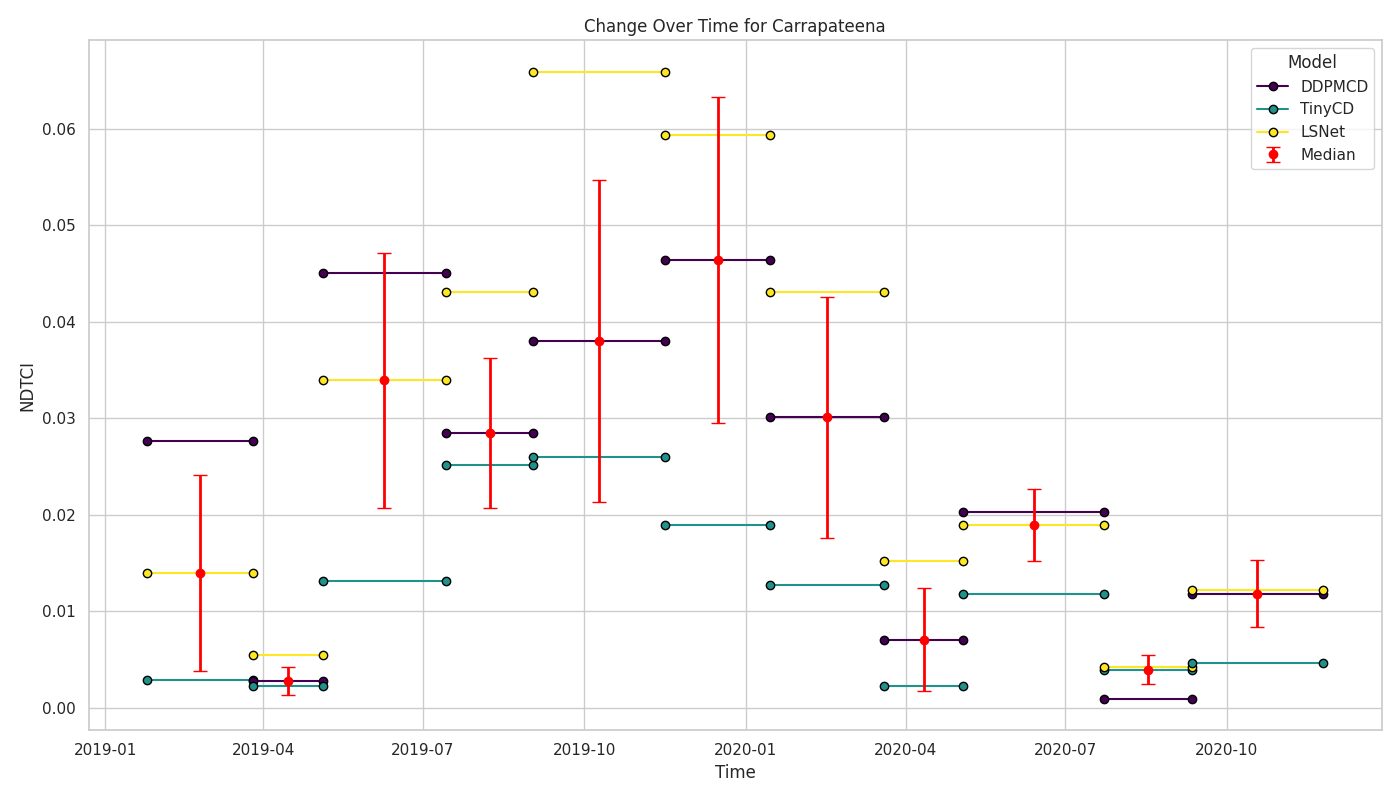 Change Over Time for Carrapateena
Model
DDPMCD
TinyCD
LSNet
Median
NDTCI
0.06
0.05
0.04
0.03
0.02
0.01
0.00
2019-01 2019-04 2019-07 2019-10 2020-01 2020-04 2020-07 2020-10
Time